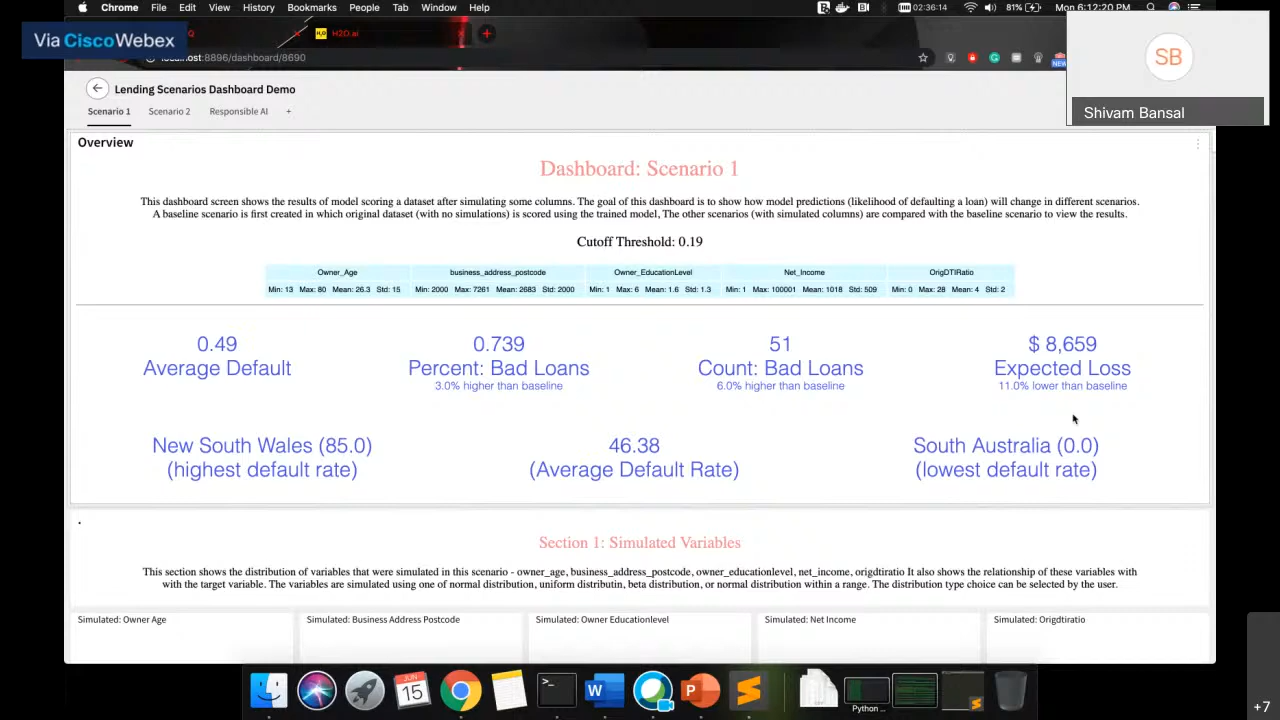 Chrome File Edit View History Bookmarks People Tab Window Help
02:36:14 81% Mon 6:12:20 PM
Via Cisco Webex
H2O.ai
localhost:8896/dashboard/8690
NEW
SB
Shivam Bansal
Lending Scenarios Dashboard Demo
Scenario 1 Scenario 2 Responsible AI +
Overview
Dashboard: Scenario 1
This dashboard screen shows the results of model scoring a dataset after simulating some columns. The goal of this dashboard is to show how model predictions (likelihood of defaulting a loan) will change in different scenarios.
A baseline scenario is first created in which original dataset (with no simulations) is scored using the trained model, The other scenarios (with simulated columns) are compared with the baseline scenario to view the results.
Cutoff Threshold: 0.19
Owner_Age business_address_postcode Owner_EducationLevel Net_Income OrigDTIRatio
Min: 13 Max: 80 Mean: 26.3 Std: 15 Min: 2000 Max: 7261 Mean: 2683 Std: 2000 Min: 1 Max: 6 Mean: 1.6 Std: 1.3 Min: 1 Max: 100001 Mean: 1018 Std: 509 Min: 0 Max: 28 Mean: 4 Std: 2
0.49 0.739 51 $ 8,659
Average Default Percent: Bad Loans Count: Bad Loans Expected Loss
3.0% higher than baseline 6.0% higher than baseline 11.0% lower than baseline
New South Wales (85.0) 46.38 South Australia (0.0)
(highest default rate) (Average Default Rate) (lowest default rate)
.
Section 1: Simulated Variables
This section shows the distribution of variables that were simulated in this scenario - owner_age, business_address_postcode, owner_educationlevel, net_income, origdtiratio It also shows the relationship of these variables with
with the target variable. The variables are simulated using one of normal distribution, uniform distributin, beta distribution, or normal distribution within a range. The distribution type choice can be selected by the user.
Simulated: Owner Age Simulated: Business Address Postcode Simulated: Owner Educationlevel Simulated: Net Income Simulated: Origdtiratio
JUN
15
W
P
Python ...
+7